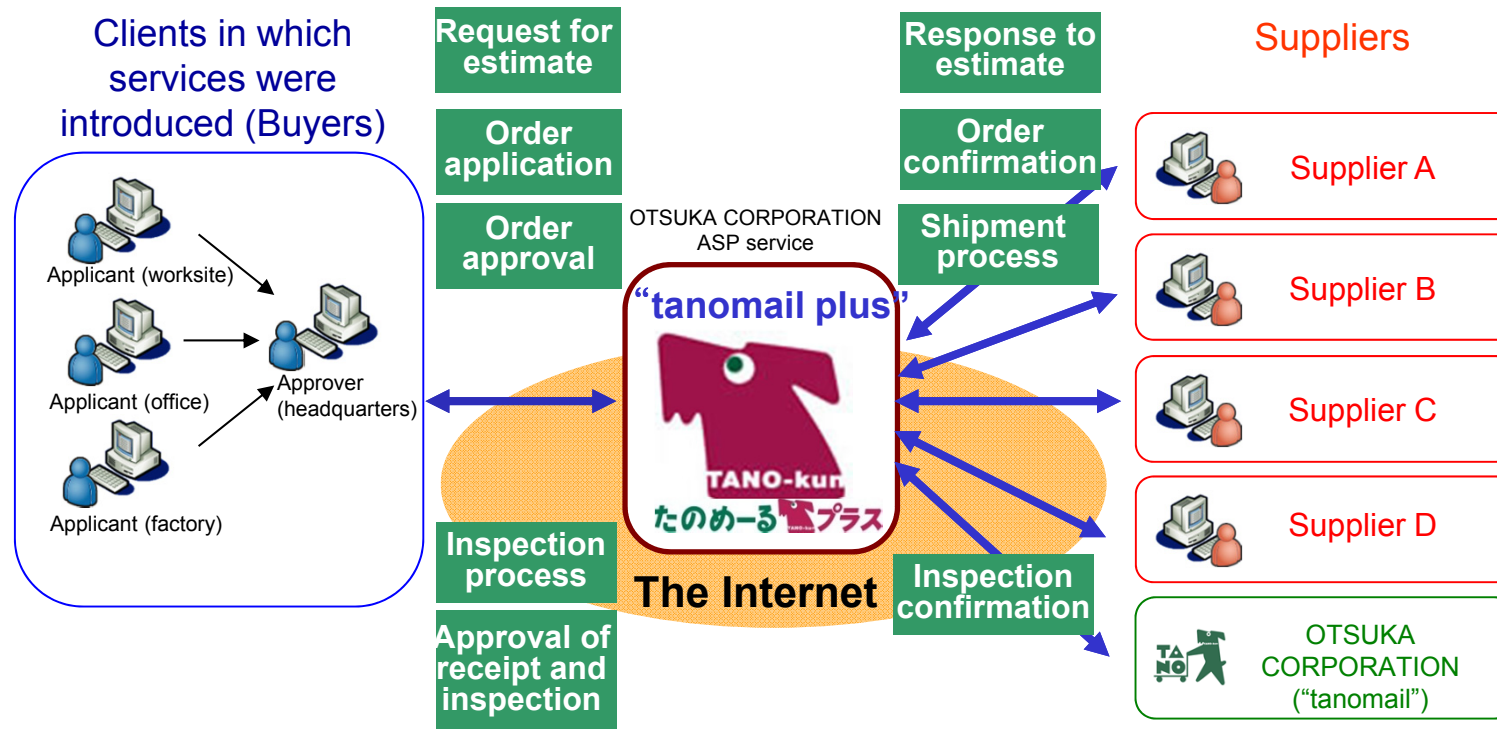 Clients in which
services were
introduced (Buyers)
Applicant (worksite)
Applicant (office)
Applicant (factory)
Approver
(headquarters)
Request for
estimate
Order
application
Order
approval
Inspection
process
Approval of
receipt and
inspection
OTSUKA CORPORATION
ASP service
“tanomail plus”
TANO-kun
たのめーるプラス
The Internet
Response to
estimate
Order
confirmation
Shipment
process
Inspection
confirmation
Suppliers
Supplier A
Supplier B
Supplier C
Supplier D
TA
NO
OTSUKA
CORPORATION
(“tanomail”)